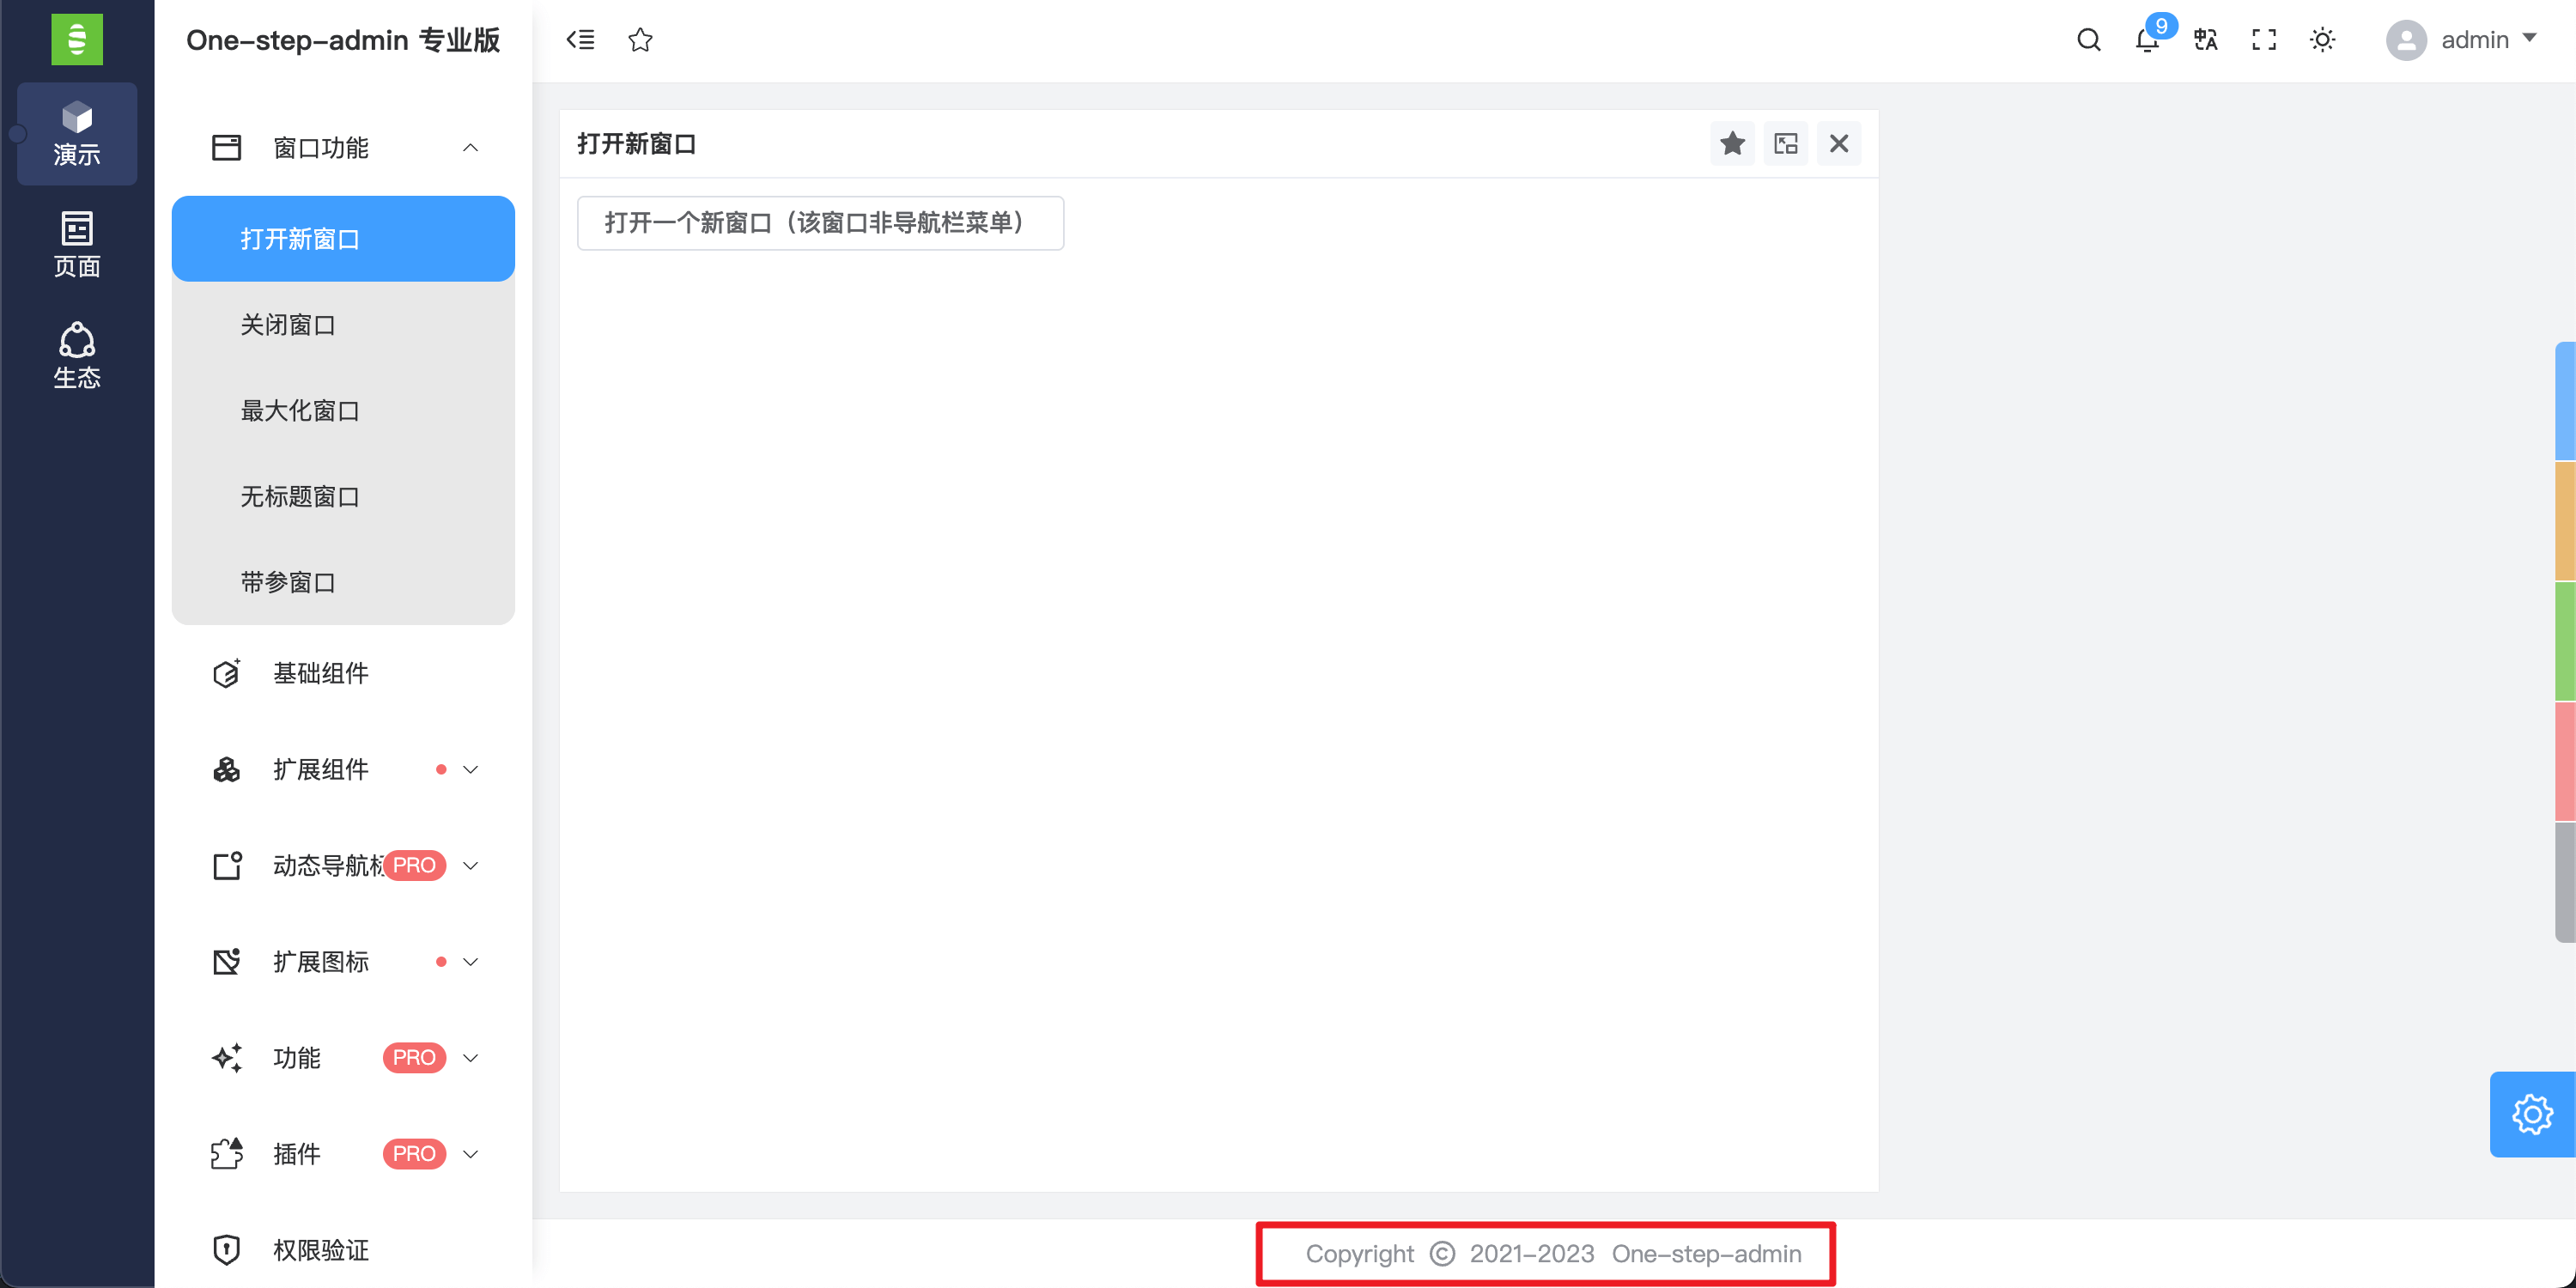 One-step-admin 专业版
9
admin
演示
页面
生态
窗口功能
打开新窗口
关闭窗口
最大化窗口
无标题窗口
带参窗口
基础组件
扩展组件
动态导航 PRO
扩展图标
功能 PRO
插件 PRO
权限验证
打开新窗口
打开一个新窗口（该窗口非导航栏菜单）
Copyright © 2021-2023 One-step-admin